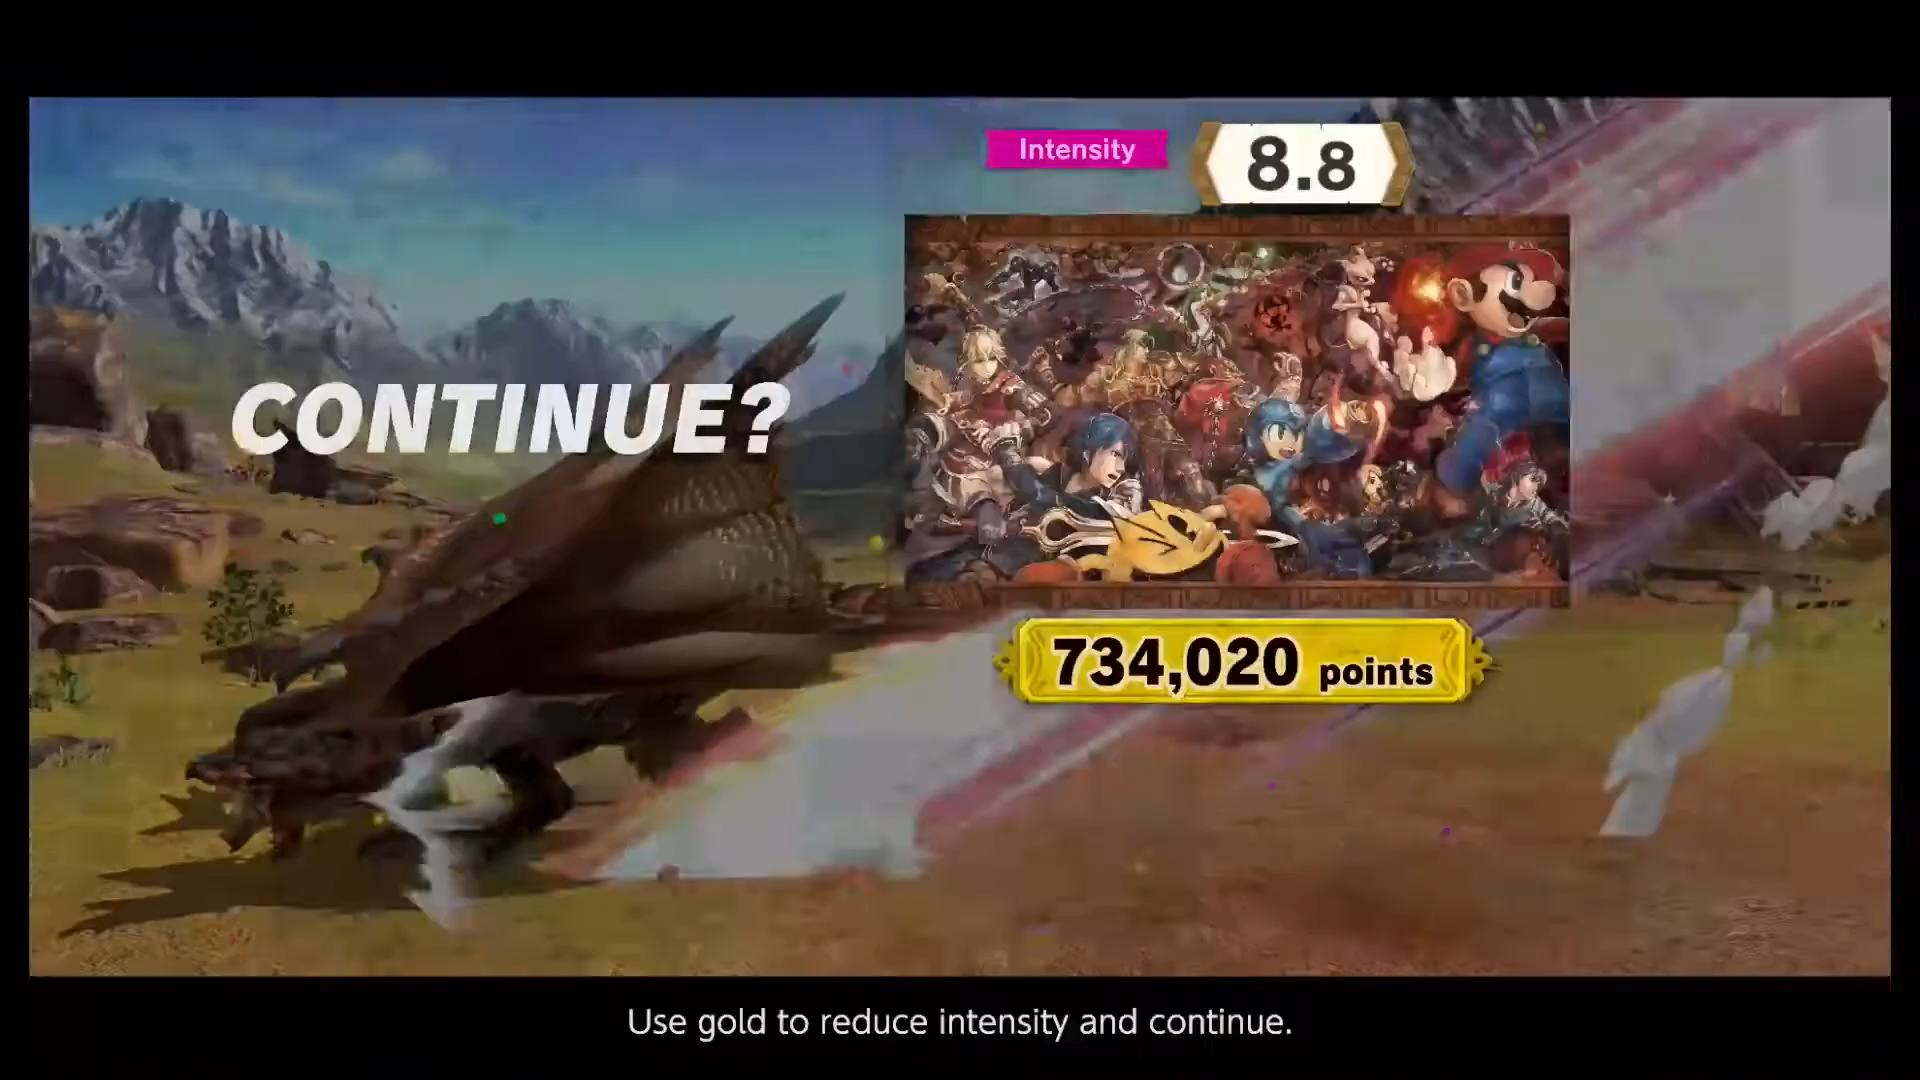 Intensity
8.8
CONTINUE?
734,020 points
Use gold to reduce intensity and continue.